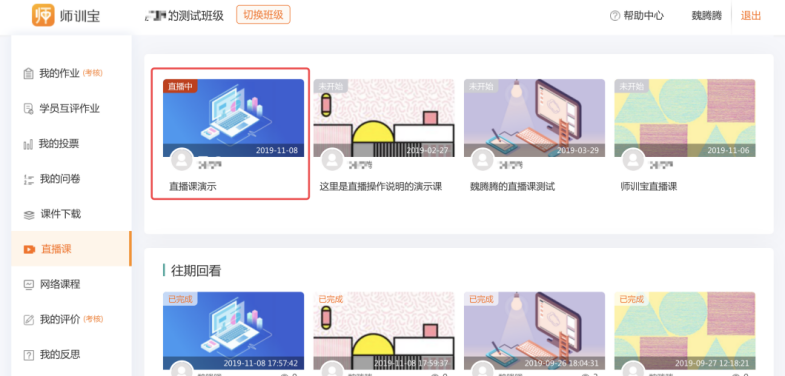 师 师训宝
的测试班级 切换班级
帮助中心 魏腾腾 退出
我的作业 (考核)
学员互评作业
我的投票
我的问卷
课件下载
直播课
网络课程
我的评价 (考核)
我的反思
直播中
2019-11-08
直播课演示
未开始
2019-02-27
这里是直播操作说明的演示课
未开始
2019-03-29
魏腾腾的直播课测试
未开始
2019-11-06
师训宝直播课
往期回看
已完成
2019-11-08 17:57:42
已完成
2019-11-08 17:59:37
已完成
2019-09-26 18:04:31
已完成
2019-09-27 12:18:21